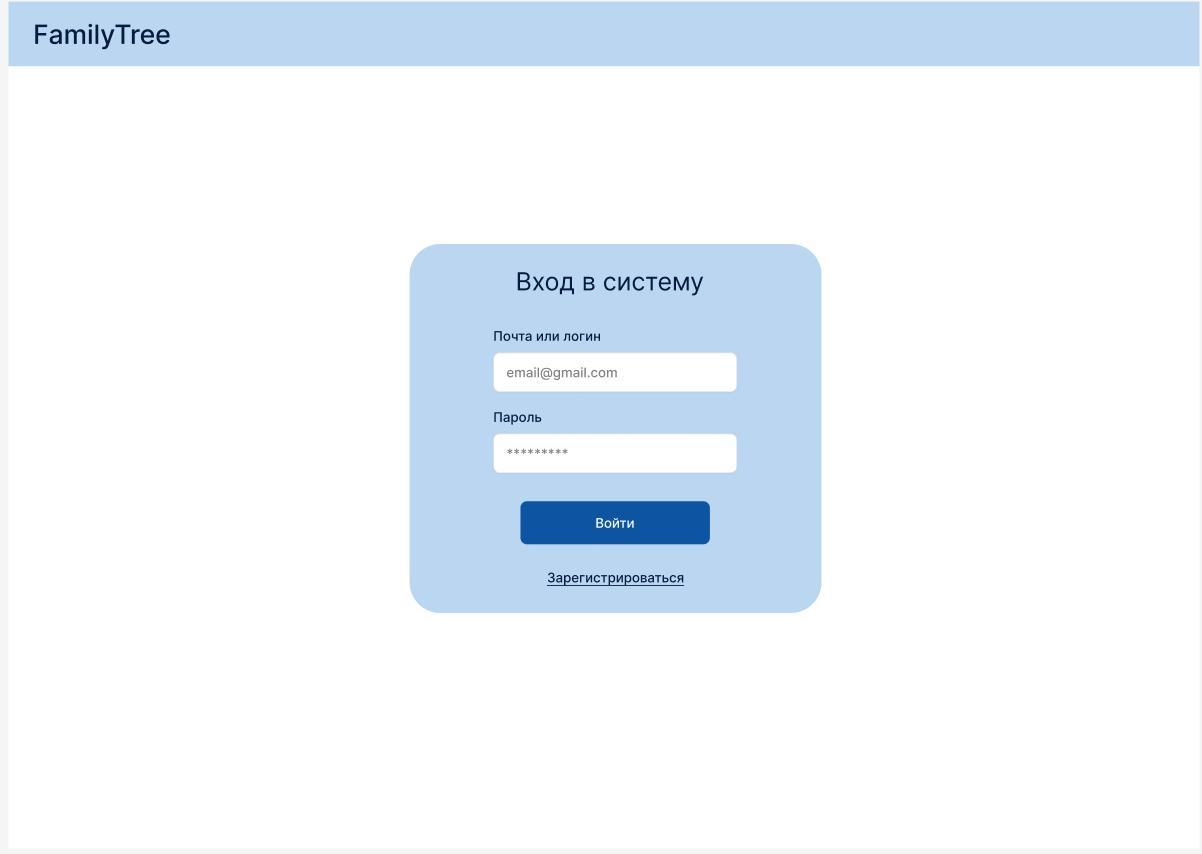 FamilyTree
Вход в систему
Почта или логин
email@gmail.com
Пароль
*********
Войти
Зарегистрироваться